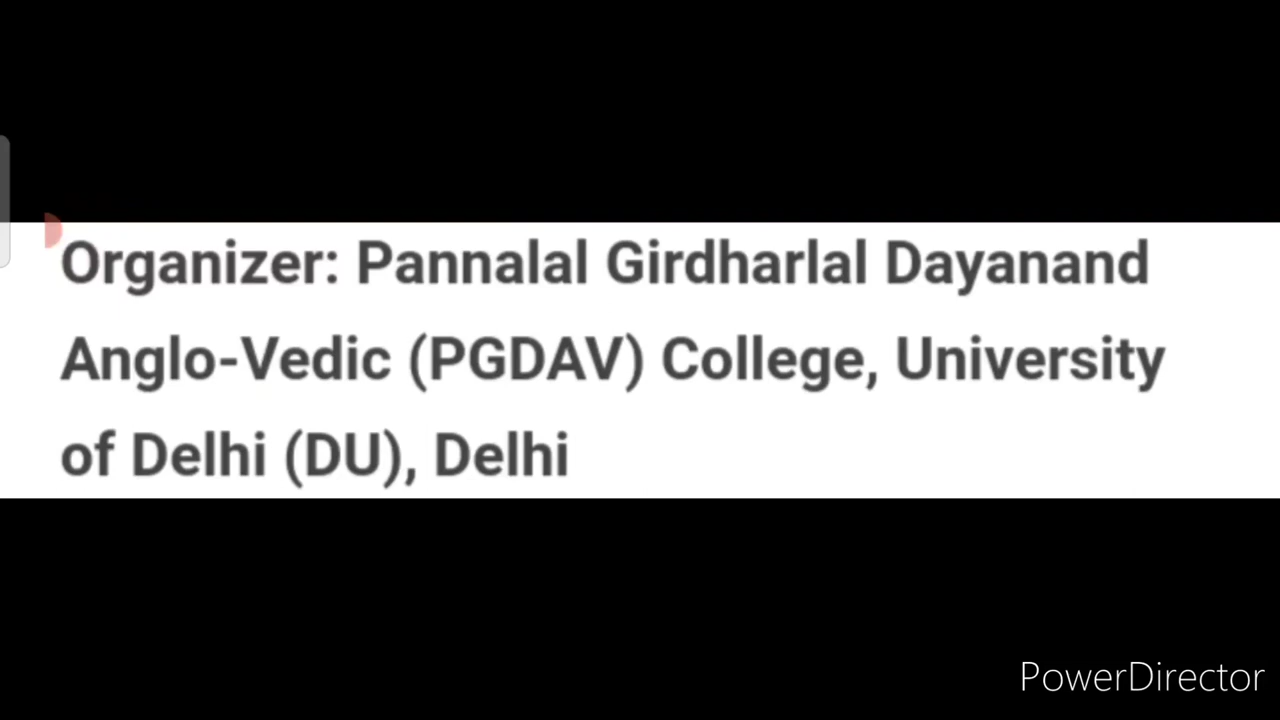 Organizer: Pannalal Girdharlal Dayanand
Anglo-Vedic (PGDAV) College, University
of Delhi (DU), Delhi
PowerDirector